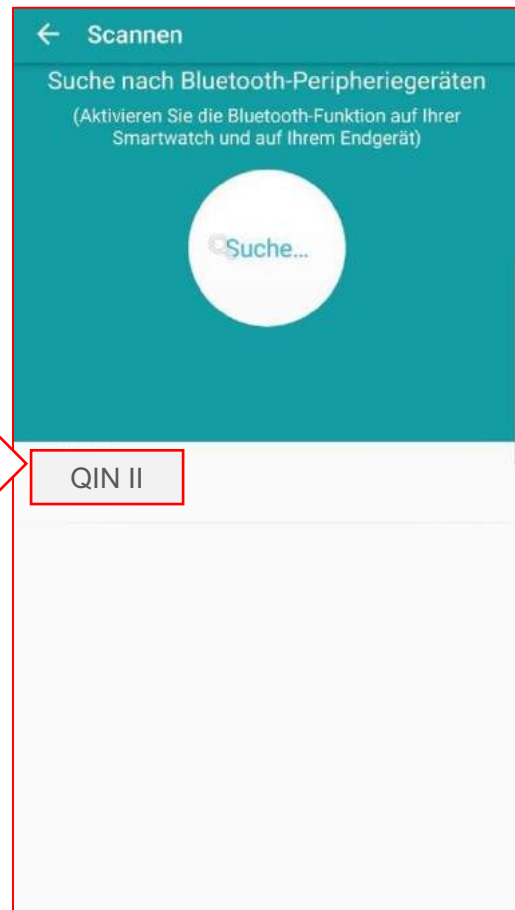 Scannen
Suche nach Bluetooth-Peripheriegeräten
(Aktivieren Sie die Bluetooth-Funktion auf Ihrer
Smartwatch und auf Ihrem Endgerät)
Suche...
QIN II